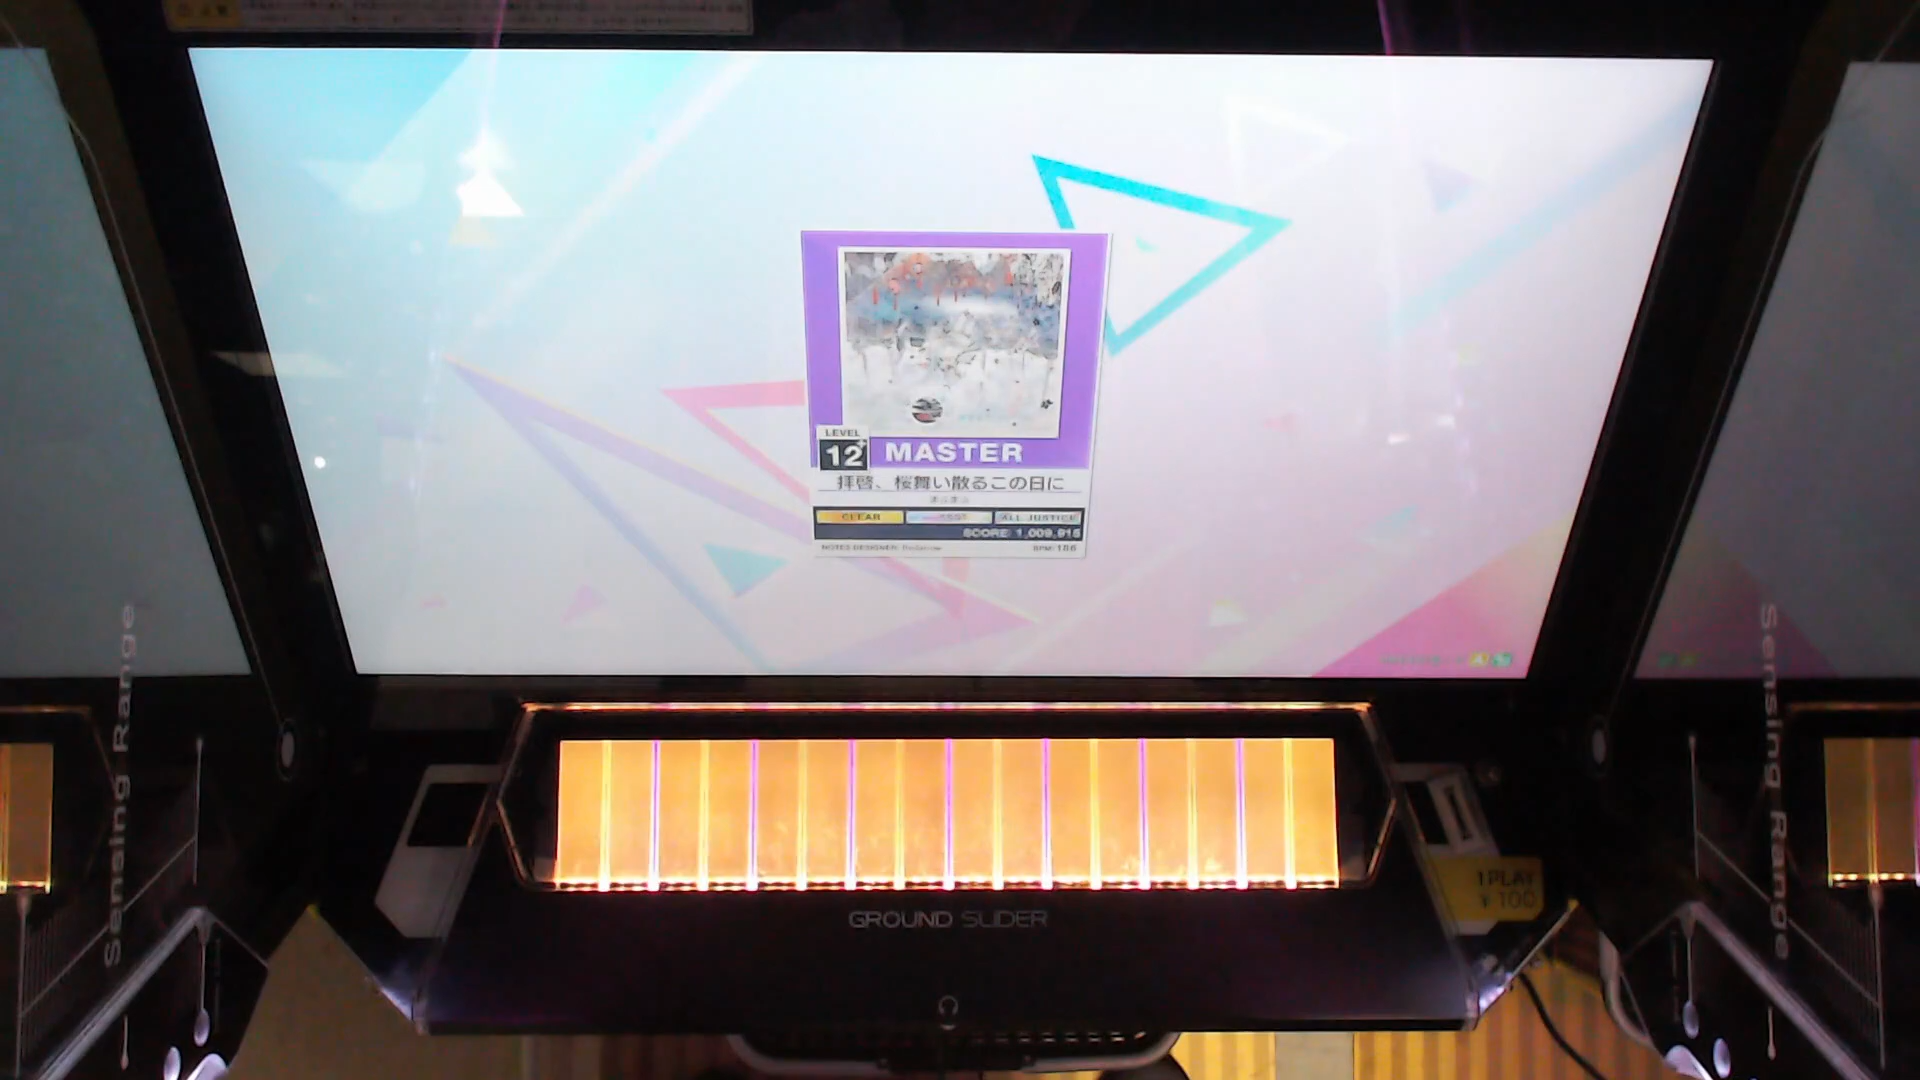 LEVEL
12+
MASTER
拝啓、桜舞い散るこの日に
CLEAR
ALL JUSTICE
SCORE 1,009,915
NOTES DESIGNER:
BPM: 186
Sensing Range
Sensing Range
1PLAY
¥100
GROUND SLIDER